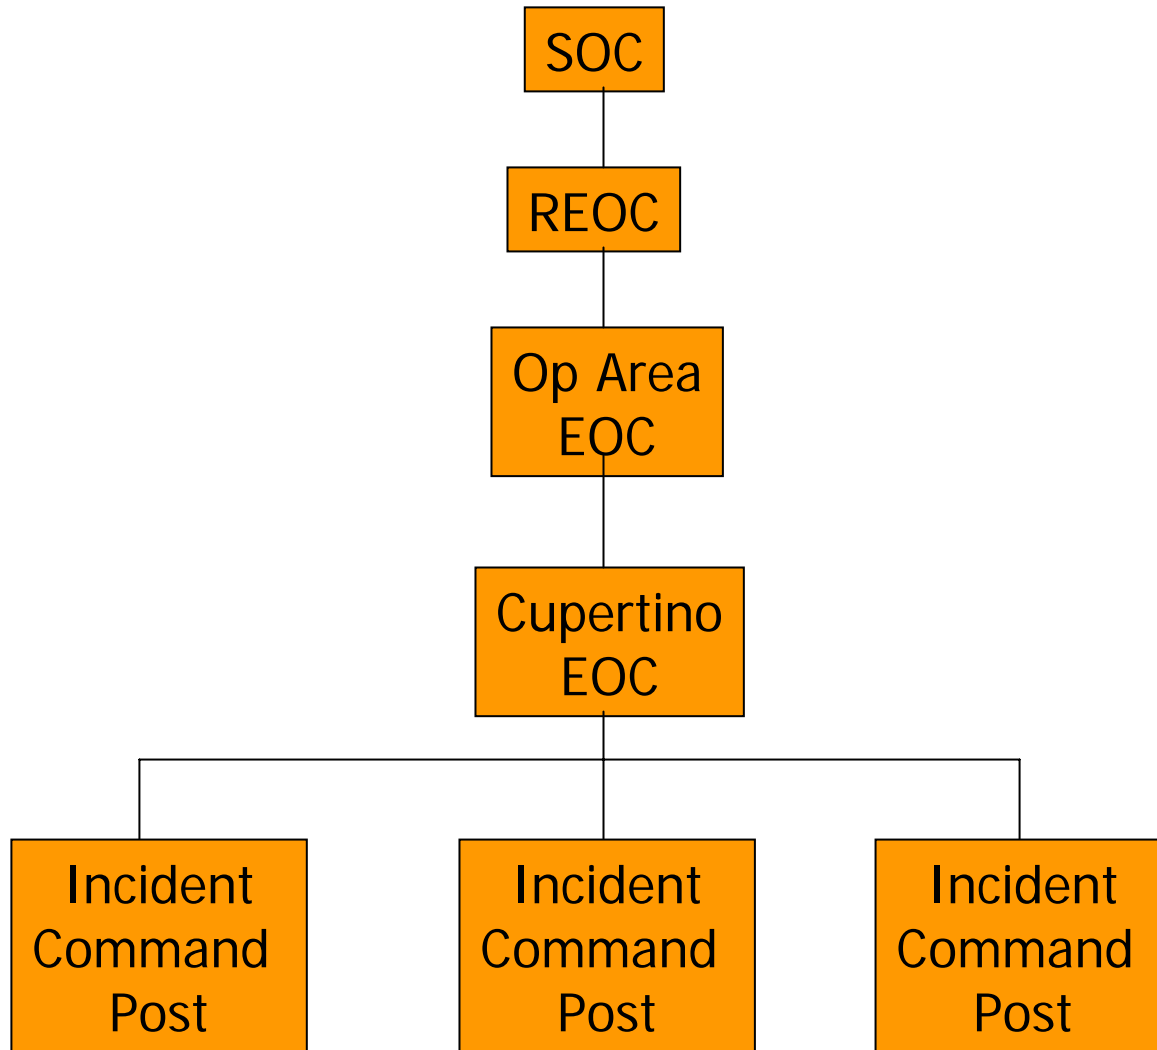 SOC
REOC
Op Area
EOC
Cupertino
EOC
Incident
Command
Post
Incident
Command
Post
Incident
Command
Post